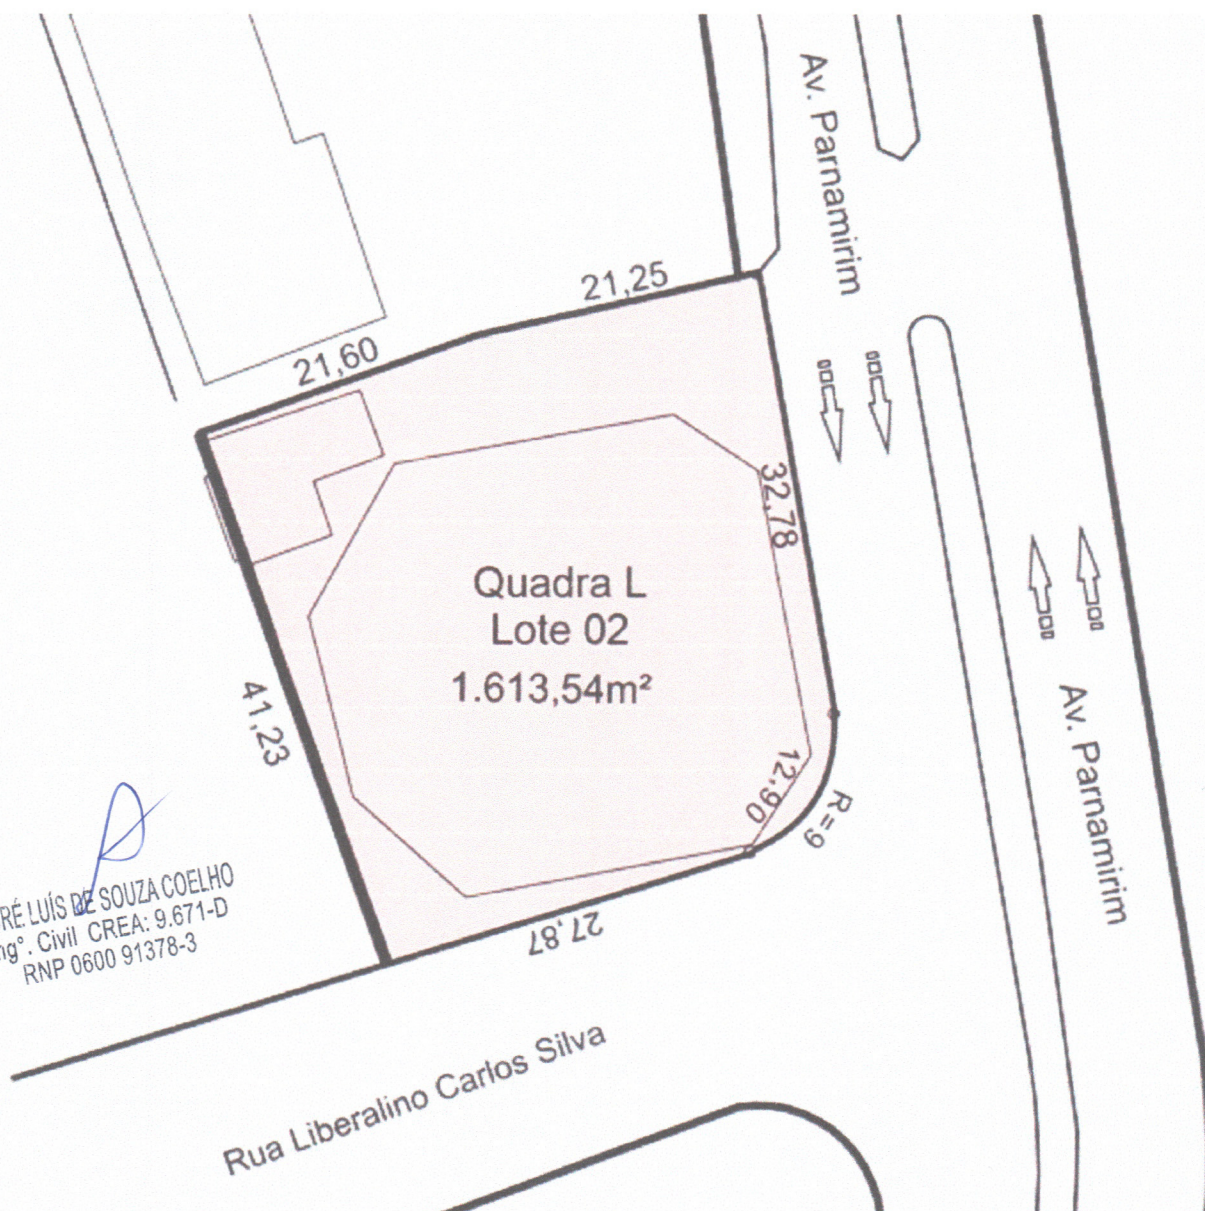 Av. Parnamirim
21,25
21,60
32,78
Quadra L
Lote 02
1.613,54m²
41,23
12,90
R=9
27,87
Av. Parnamirim
RÉ LUÍS DE SOUZA COELHO
ng°. Civil CREA: 9.671-D
RNP 0600 91378-3
Rua Liberalino Carlos Silva